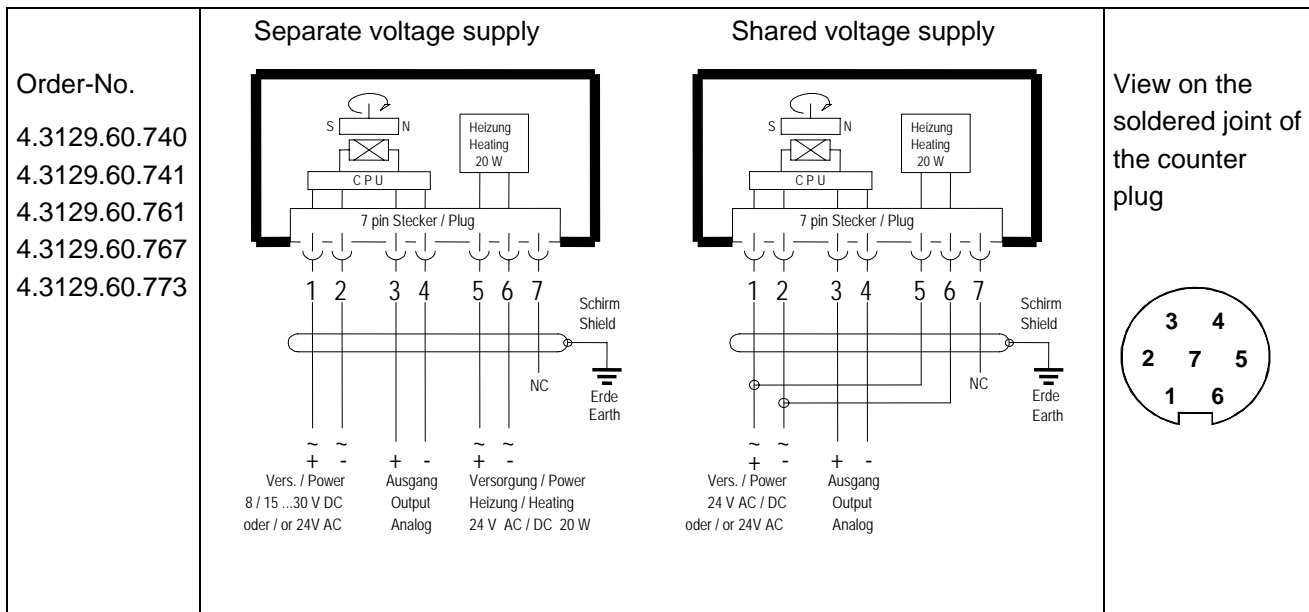 Order-No.
4.3129.60.740
4.3129.60.741
4.3129.60.761
4.3129.60.767
4.3129.60.773
Separate voltage supply
S N
Heizung
Heating
20 W
C P U
7 pin Stecker / Plug
1 2 3 4 5 6 7
Schirm
Shield
NC
Erde
Earth
~ ~ ~ ~
+ - + - + -
Vers. / Power Ausgang Versorgung / Power
8 / 15 ...30 V DC Output Heizung / Heating
oder / or 24V AC Analog 24 V AC / DC 20 W
Shared voltage supply
S N
Heizung
Heating
20 W
C P U
7 pin Stecker / Plug
1 2 3 4 5 6 7
Schirm
Shield
NC
Erde
Earth
~ ~
+ - + -
Vers. / Power Ausgang
24 V AC / DC Output
oder / or 24V AC Analog
View on the
soldered joint of
the counter
plug
3 4
2 7 5
1 6